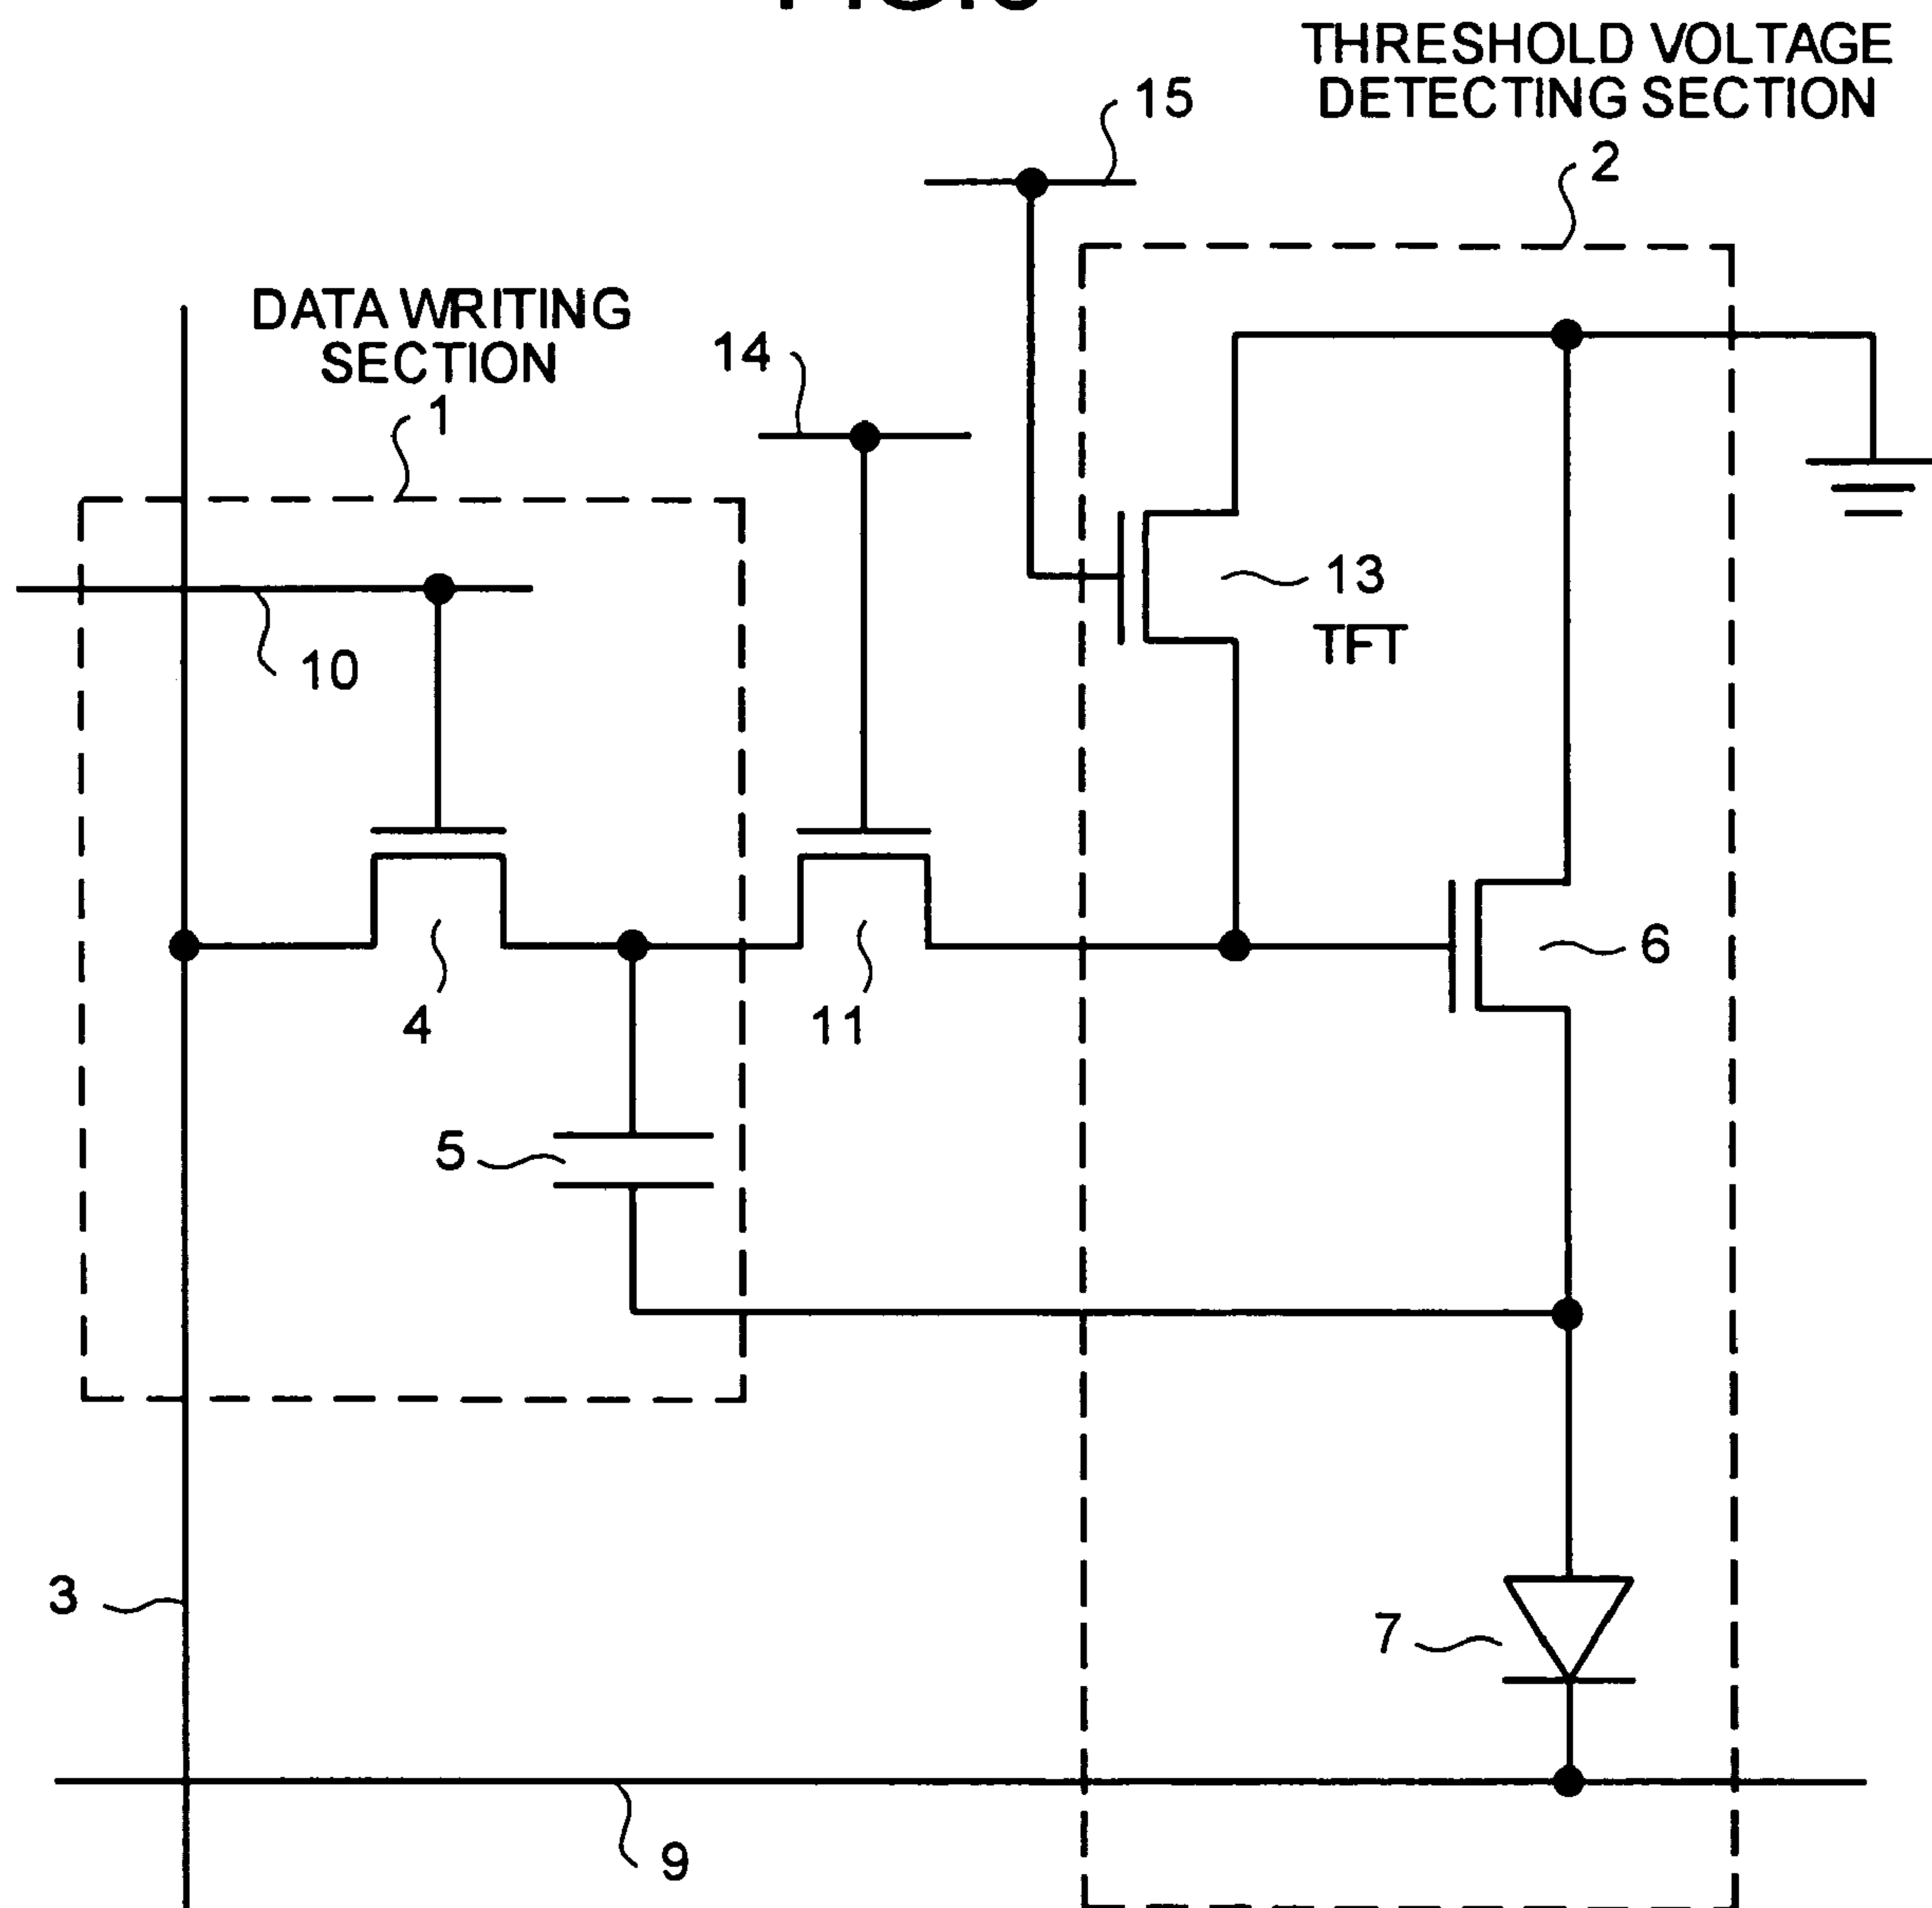 THRESHOLD VOLTAGE
DETECTING SECTION
15
2
DATA WRITING
SECTION
1
14
13
TFT
10
6
4
11
5
3
7
9